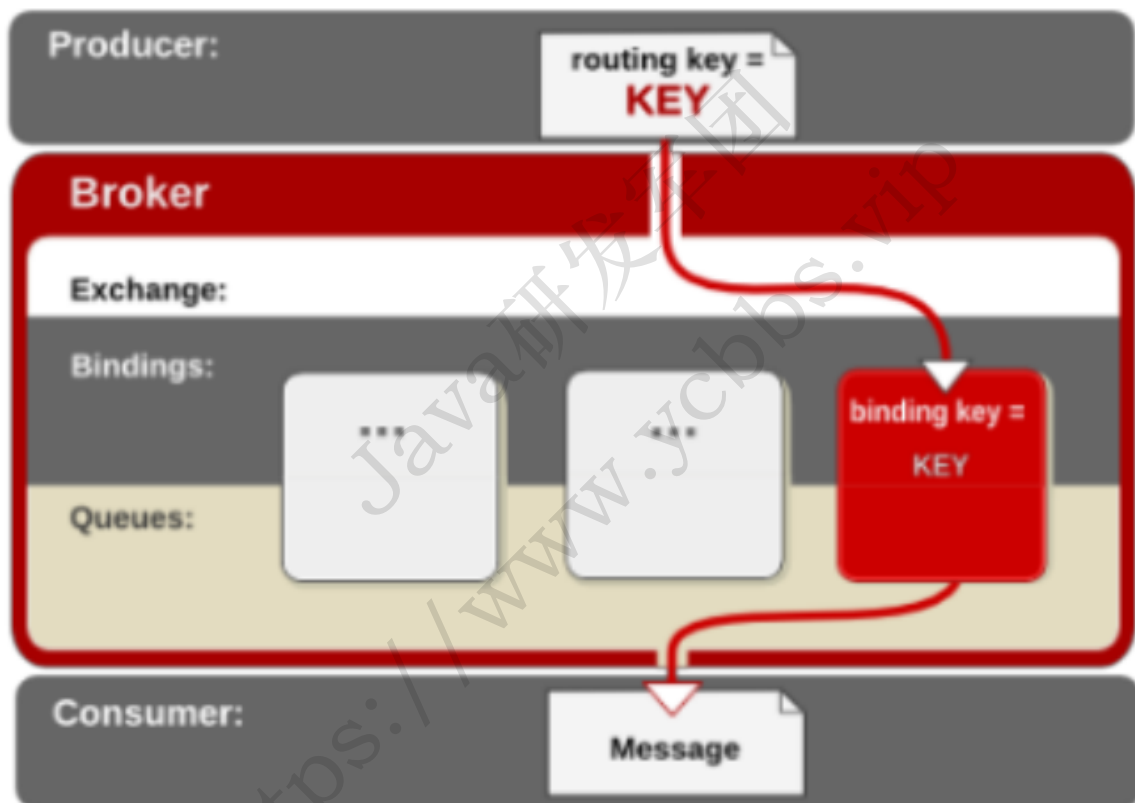 Producer:
routing key =
KEY
Broker
Exchange:
Bindings:
...
...
binding key =
KEY
Queues:
Consumer:
Message
Java研发军团
tps://www.ycbbs.vip